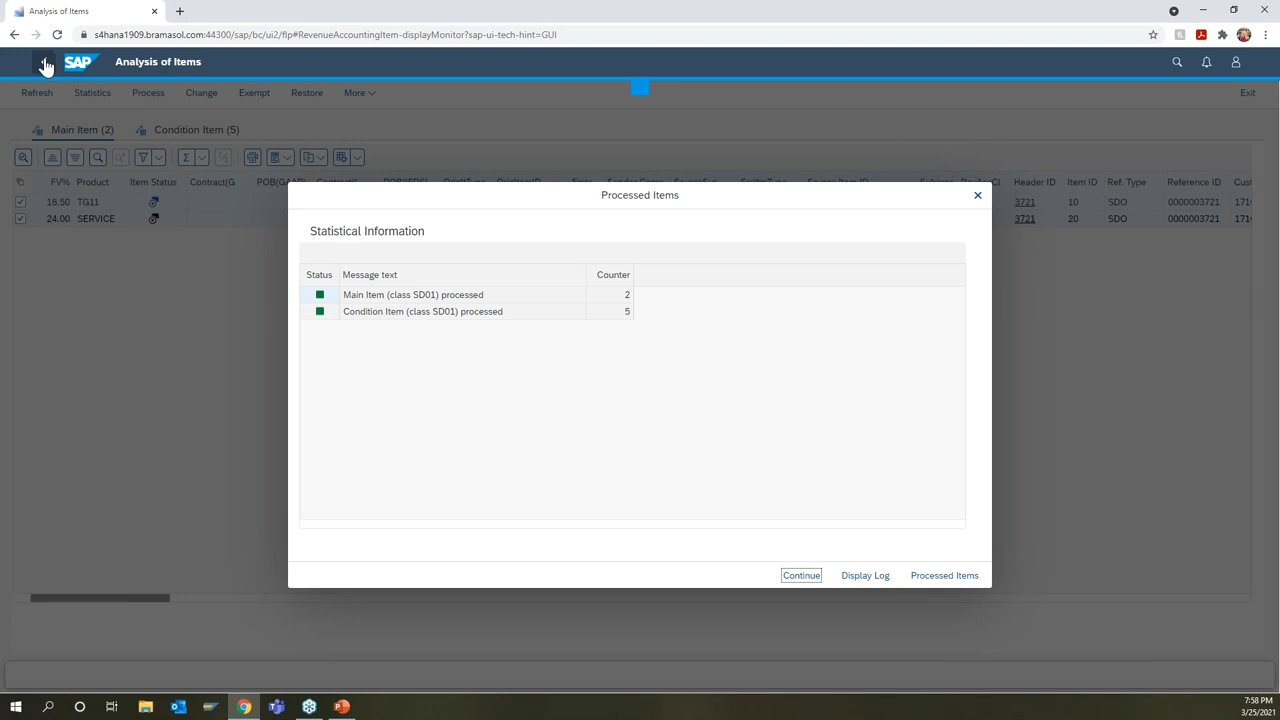 Analysis of Items
s4hana1909.bramasol.com:44300/sap/bc/ui2/flp#RevenueAccountingItem-displayMonitor?sap-ui-tech-hint=GUI
SAP Analysis of Items
Refresh Statistics Process Change Exempt Restore More Exit
Main Item (2) Condition Item (5)
FV% Product Item Status Contract(G Header ID Item ID Ref. Type Reference ID Cust
18.50 TG11 3721 10 SDO 0000003721 171
24.00 SERVICE 3721 20 SDO 0000003721 171
Processed Items
Statistical Information
Status Message text Counter
Main Item (class SD01) processed 2
Condition Item (class SD01) processed 5
Continue Display Log Processed Items
7:58 PM
3/25/2021